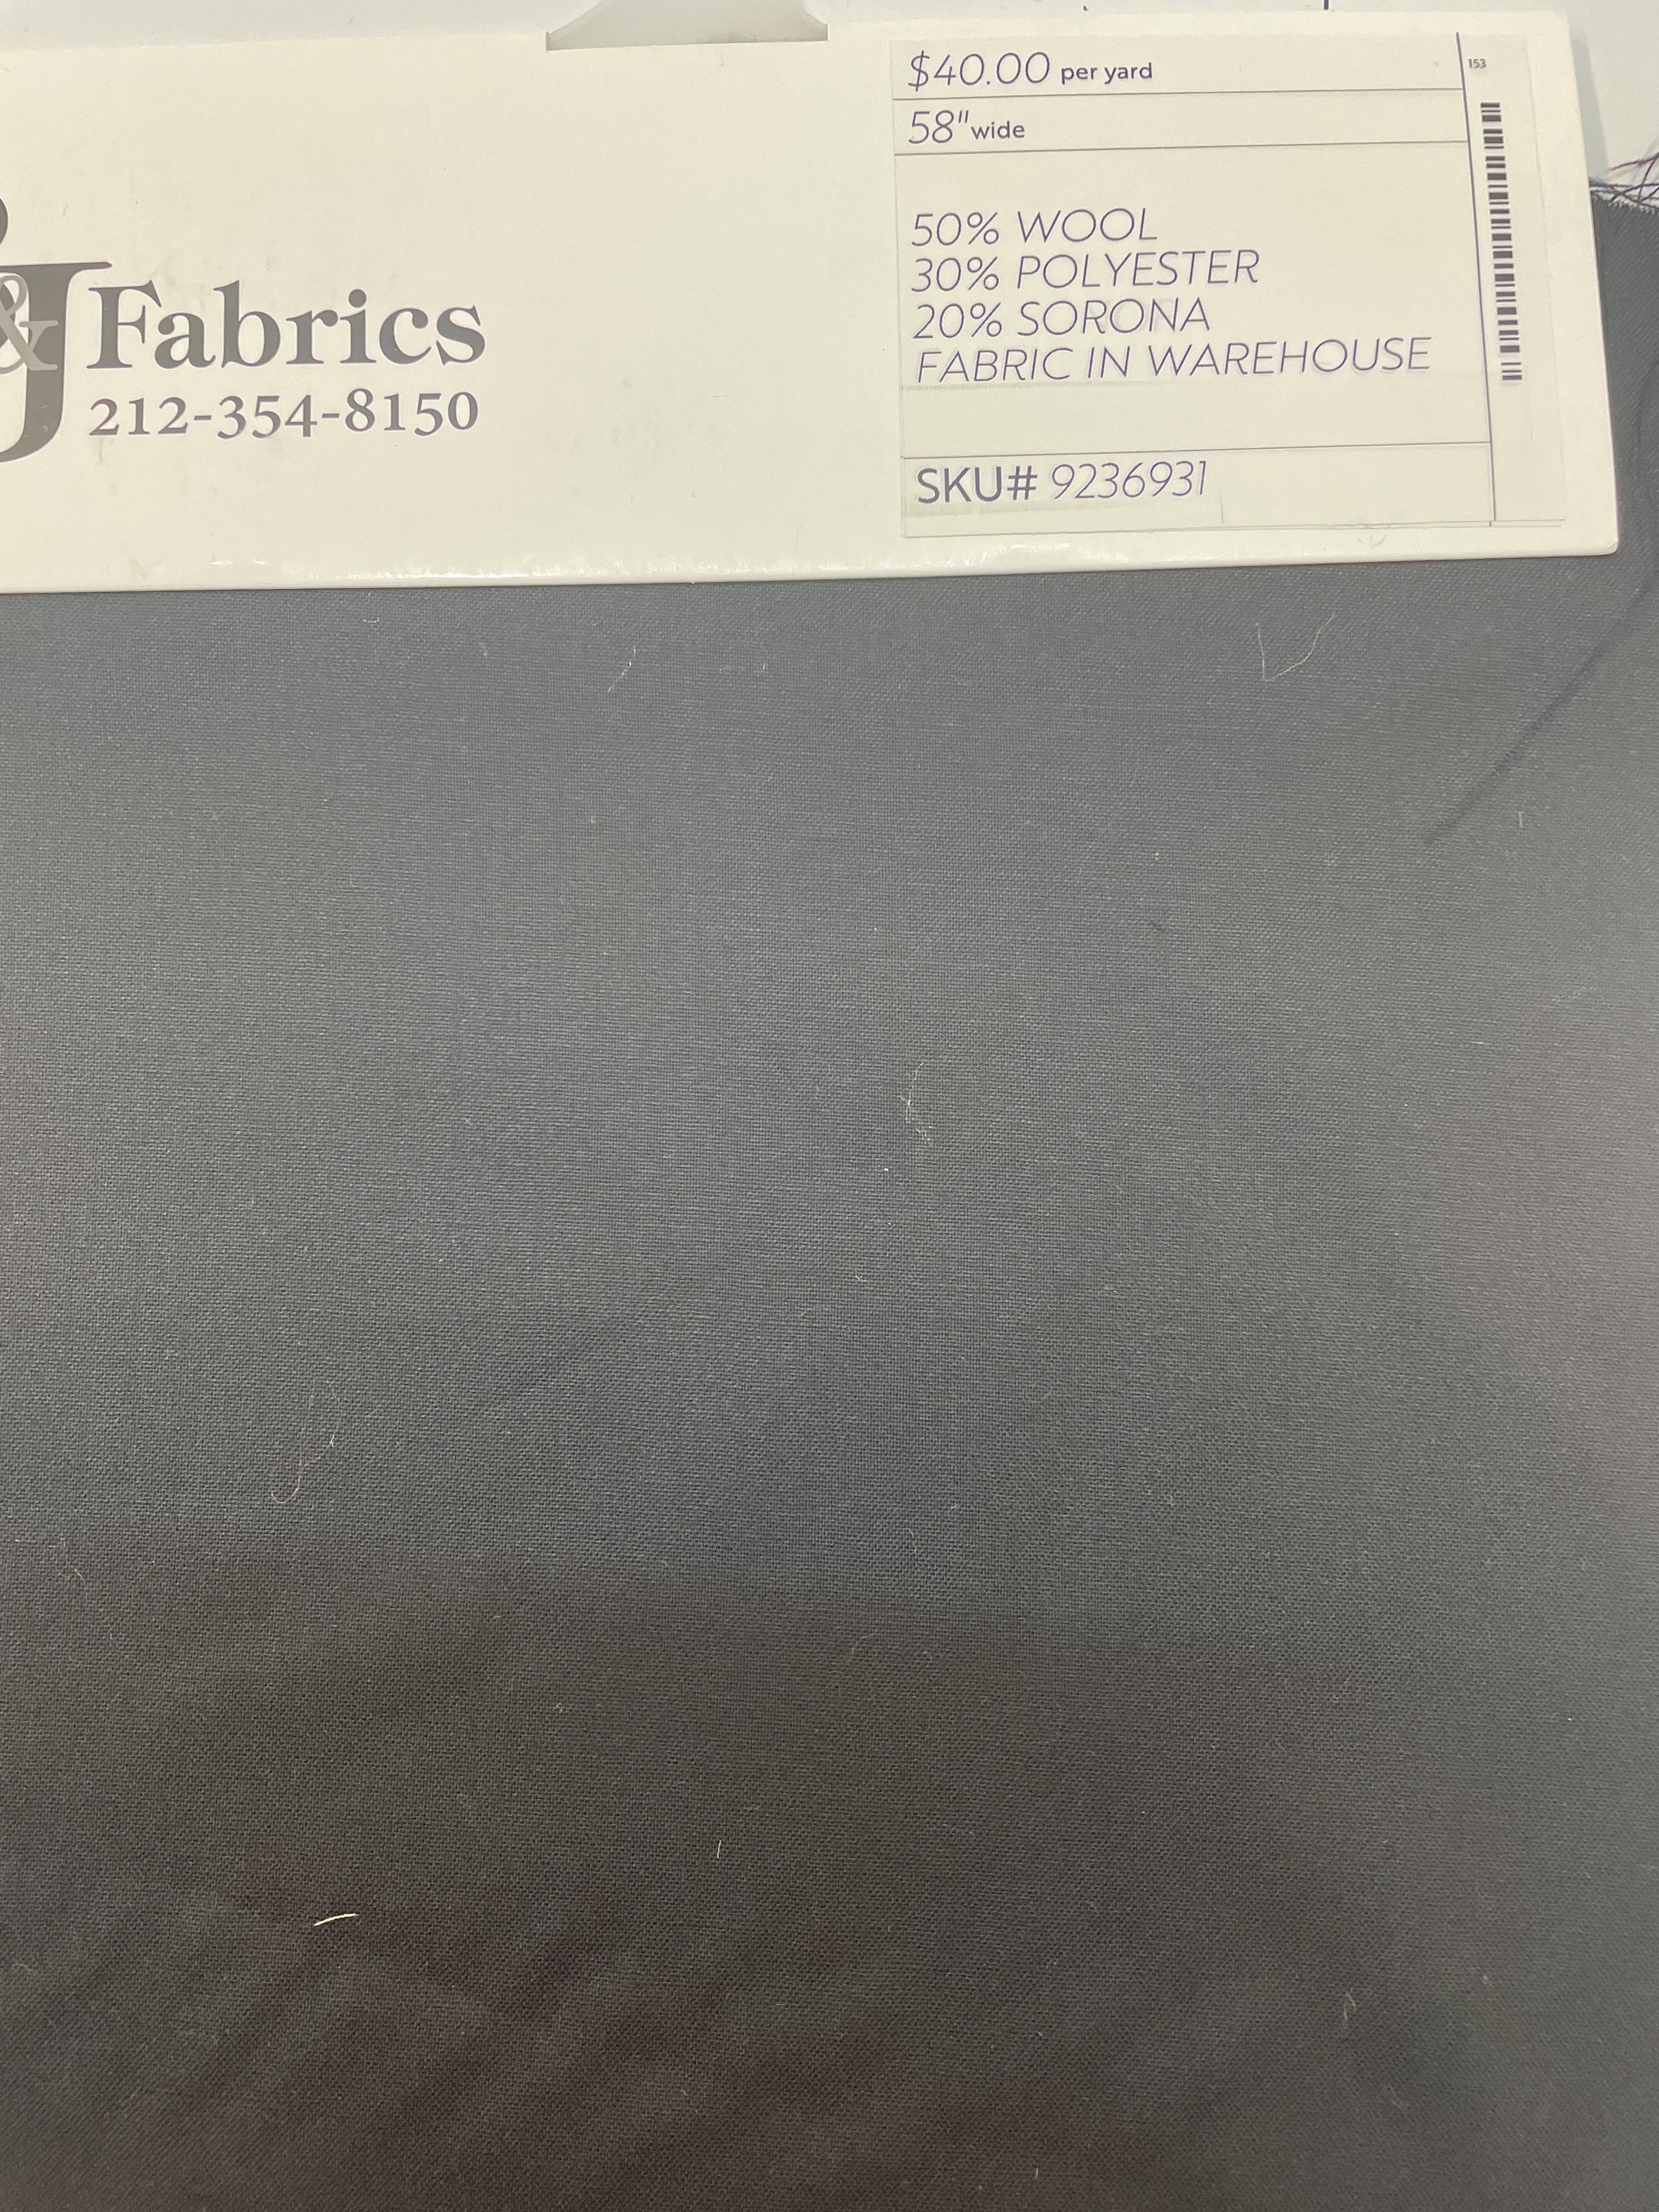 $40.00 per yard
153
58" wide
50% WOOL
30% POLYESTER
20% SORONA
FABRIC IN WAREHOUSE
SKU# 9236931
&J Fabrics
212-354-8150